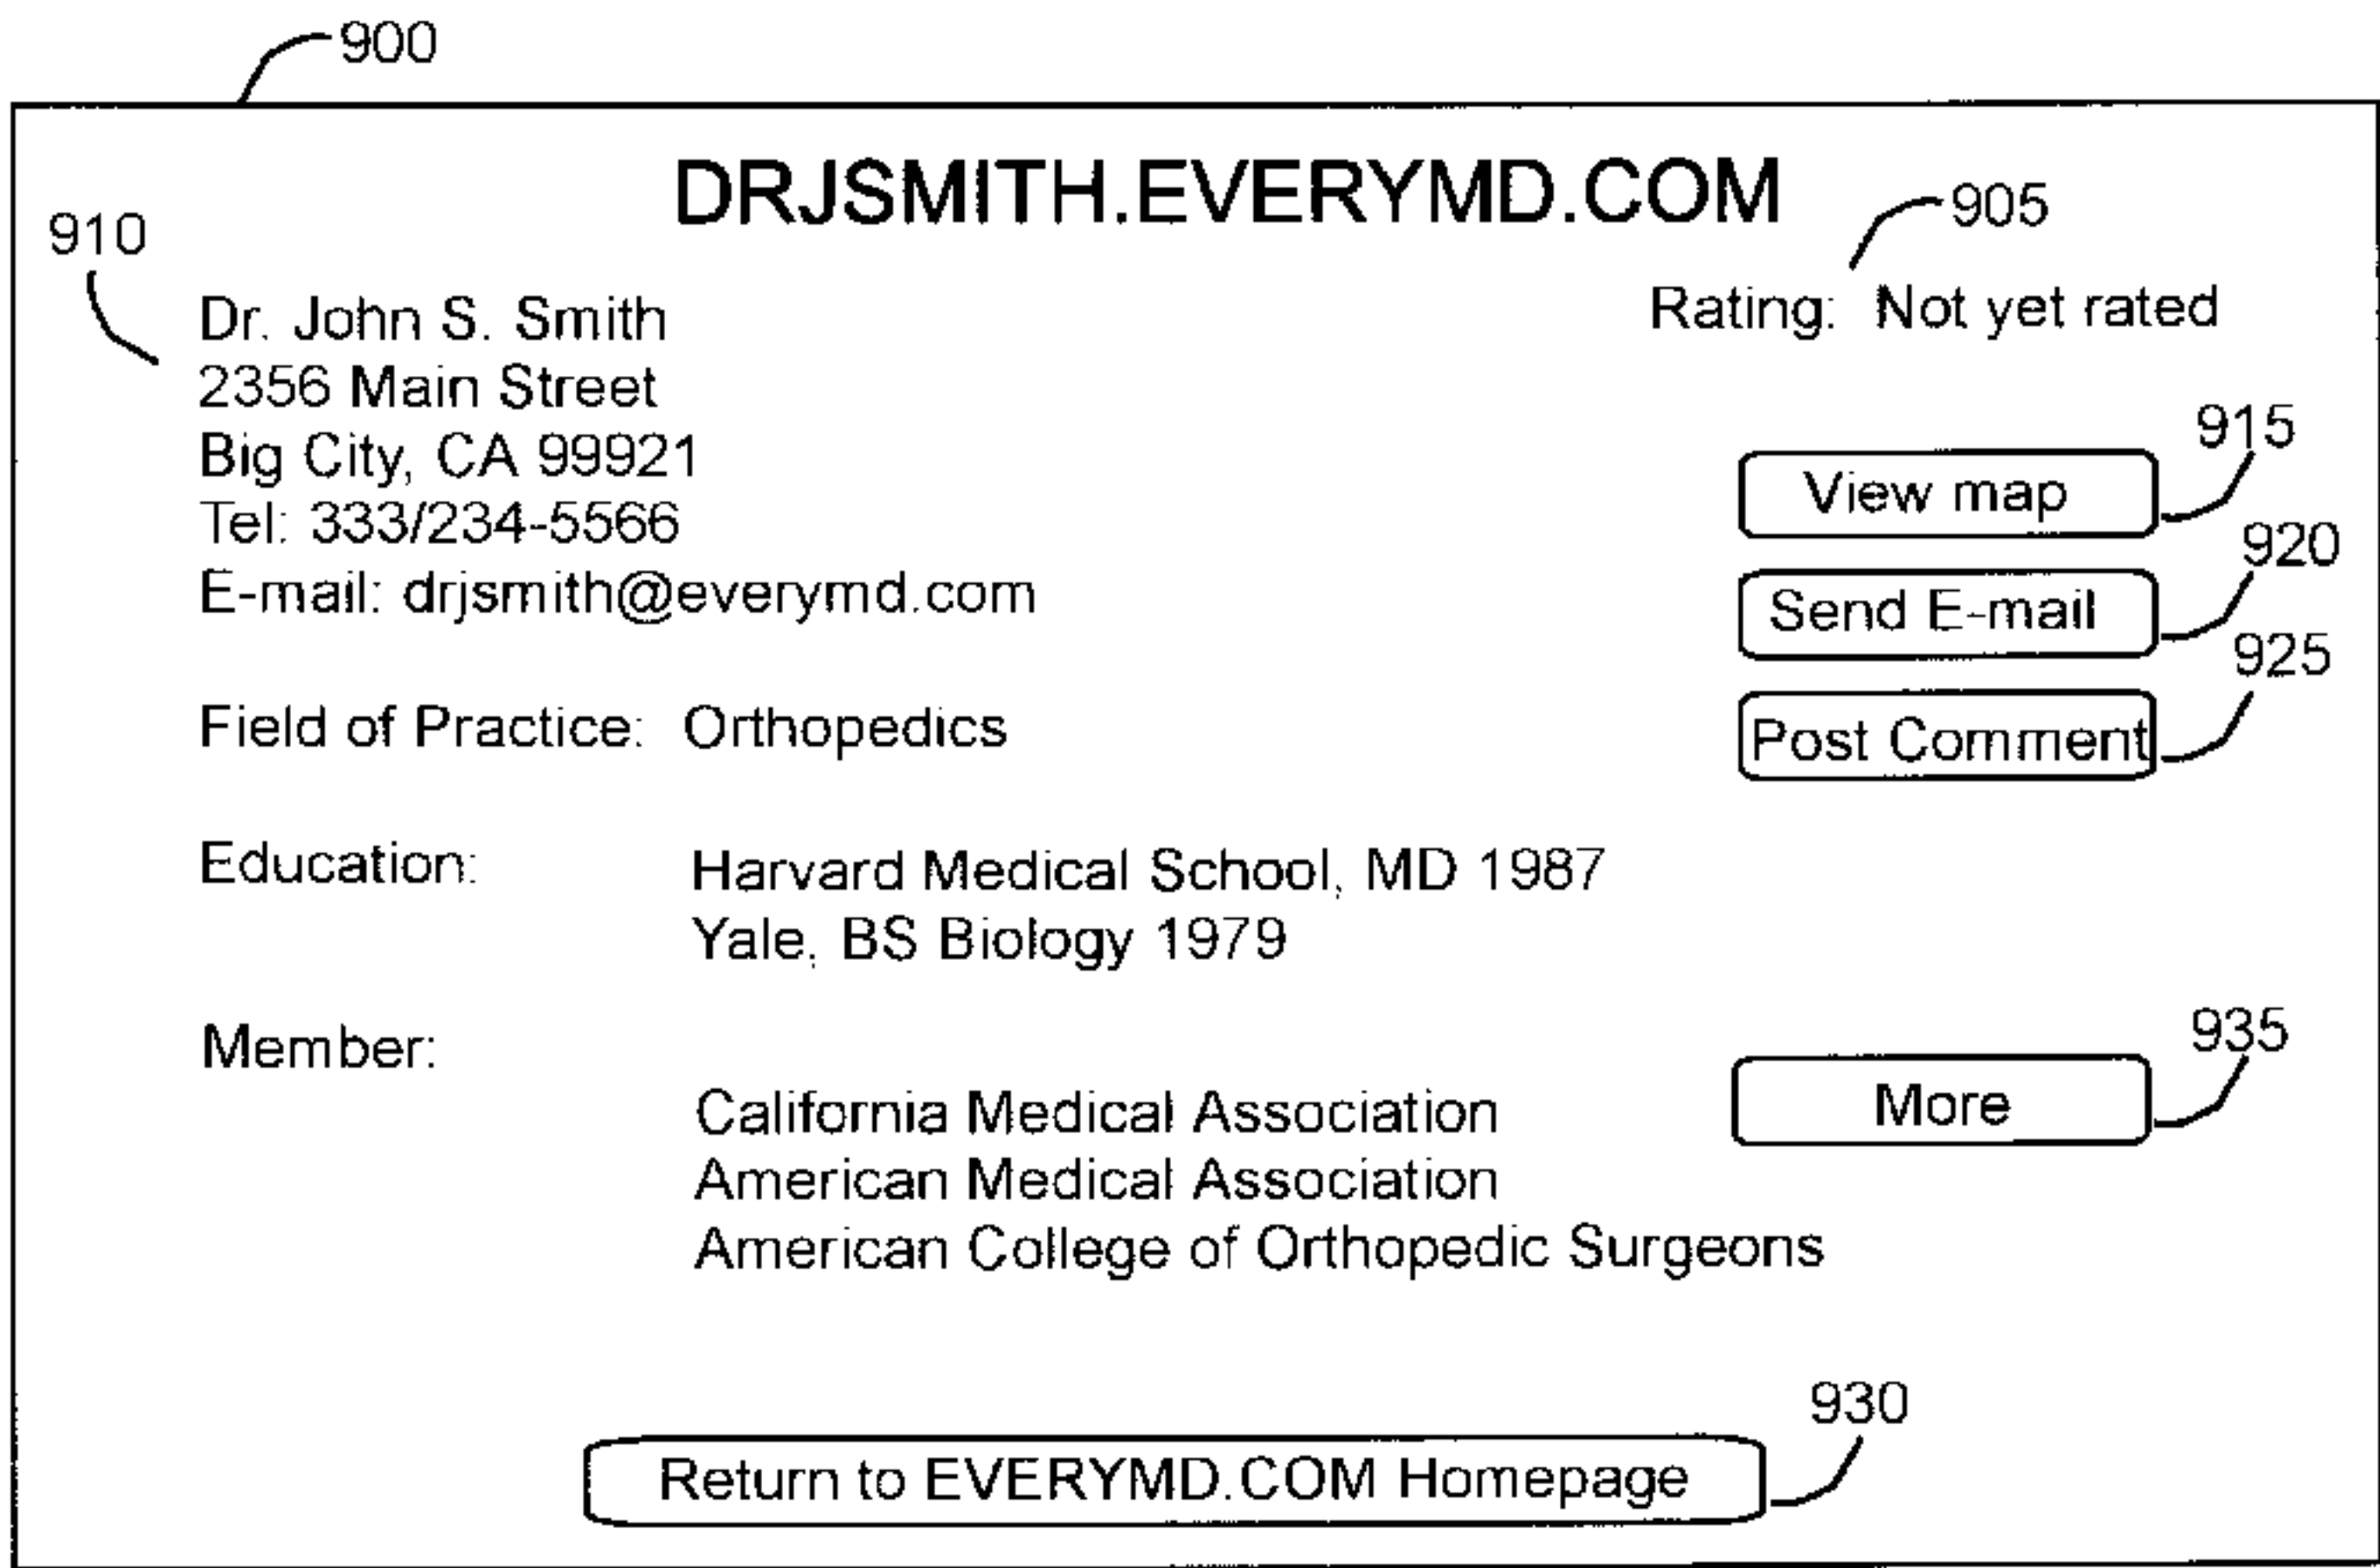 900
DRJSMITH.EVERYMD.COM
905
910
Rating: Not yet rated
Dr. John S. Smith
2356 Main Street
Big City, CA 99921
Tel: 333/234-5566
E-mail: drjsmith@everymd.com
915
View map
920
Send E-mail
925
Post Comment
Field of Practice: Orthopedics
Education:
Harvard Medical School, MD 1987
Yale, BS Biology 1979
Member:
935
More
California Medical Association
American Medical Association
American College of Orthopedic Surgeons
930
Return to EVERYMD.COM Homepage